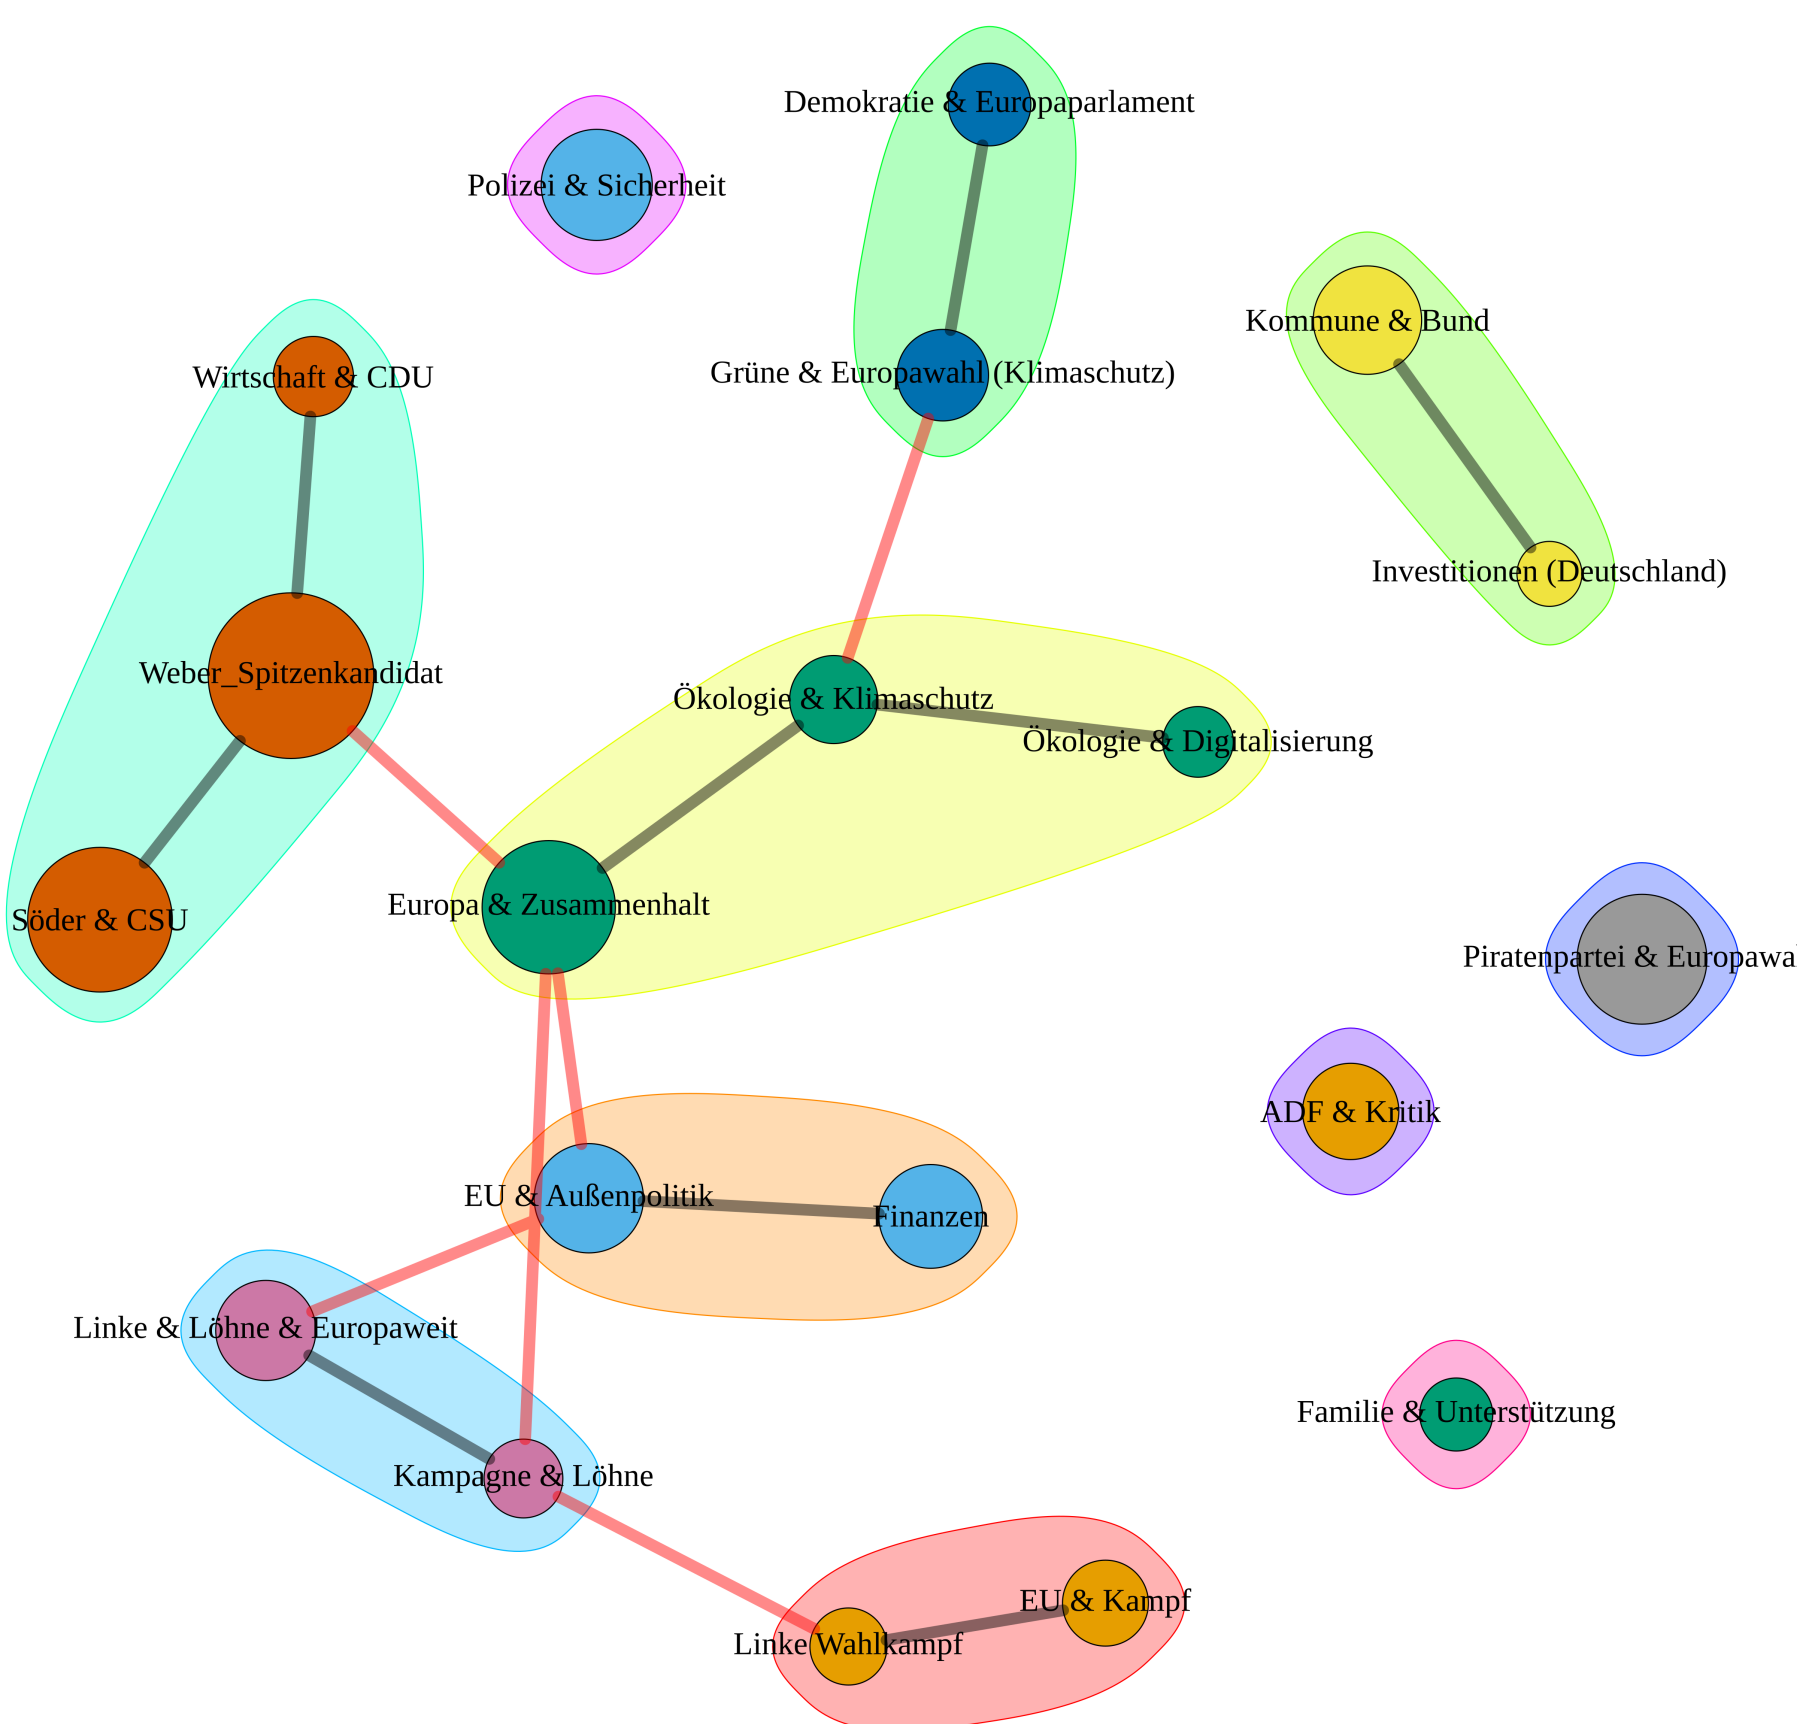 Demokratie & Europaparlament
Polizei & Sicherheit
Kommune & Bund
Wirtschaft & CDU
Grüne & Europawahl (Klimaschutz)
Investitionen (Deutschland)
Weber_Spitzenkandidat
Ökologie & Klimaschutz
Ökologie & Digitalisierung
Europa & Zusammenhalt
Söder & CSU
Piratenpartei & Europawa
ADF & Kritik
EU & Außenpolitik
Finanzen
Linke & Löhne & Europaweit
Familie & Unterstützung
Kampagne & Löhne
EU & Kampf
Linke Wahlkampf